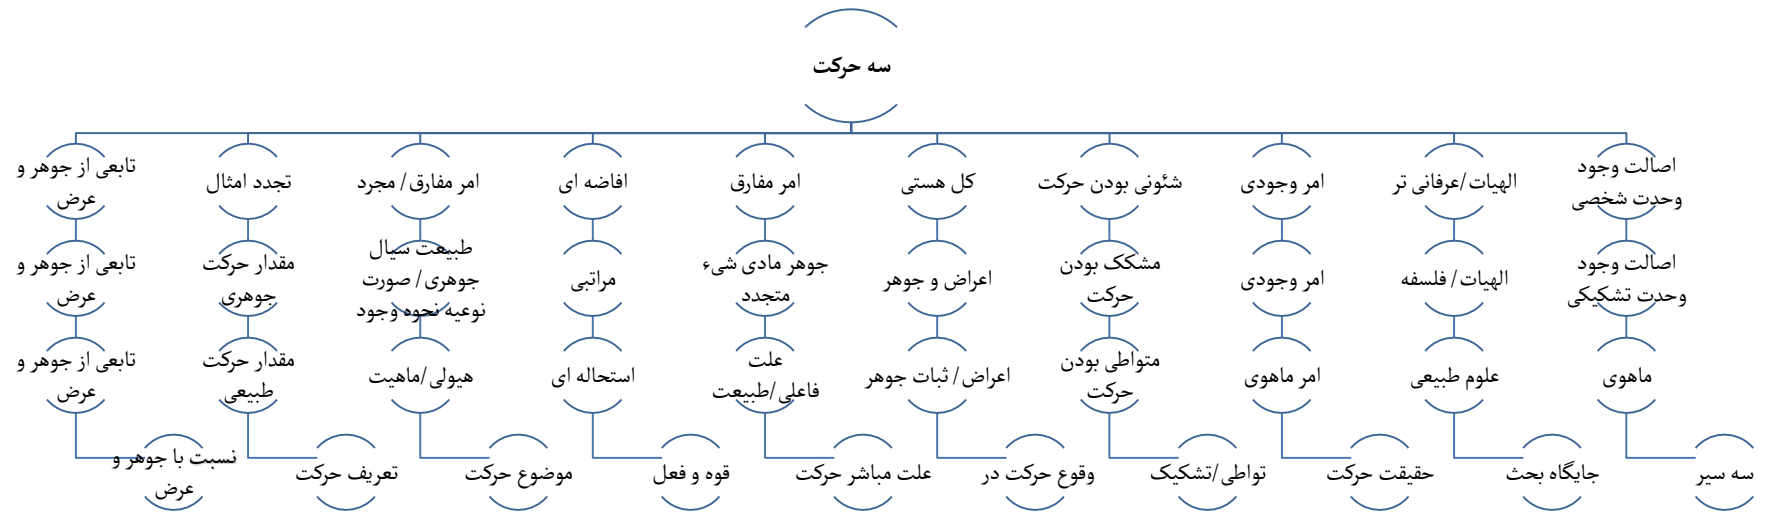 سه حرکت
اصالت وجود
وحدت شخصی
الهیات/عرفانی تر
امر وجودی
شئونی بودن حرکت
کل هستی
امر مفارق
افاضه ای
امر مفارق/ مجرد
تجدد امثال
تابعی از جوهر و
عرض
اصالت وجود
وحدت تشکیکی
الهیات/ فلسفه
امر وجودی
مشکک بودن
حرکت
اعراض و جوهر
جوهر مادی شیء
متجدد
مراتبی
طبیعت سیال
جوهری/ صورت
نوعیه نحوه وجود
مقدار حرکت
جوهری
تابعی از جوهر و
عرض
ماهوی
علوم طبیعی
امر ماهوی
متواطی بودن
حرکت
اعراض/ ثبات جوهر
علت
فاعلی/طبیعت
استحاله ای
هیولی/ماهیت
مقدار حرکت
طبیعی
تابعی از جوهر و
عرض
سه سیر
جایگاه بحث
حقیقت حرکت
تواطی/تشکیک
وقوع حرکت در
علت مباشر حرکت
قوه و فعل
موضوع حرکت
تعریف حرکت
نسبت با جوهر و
عرض